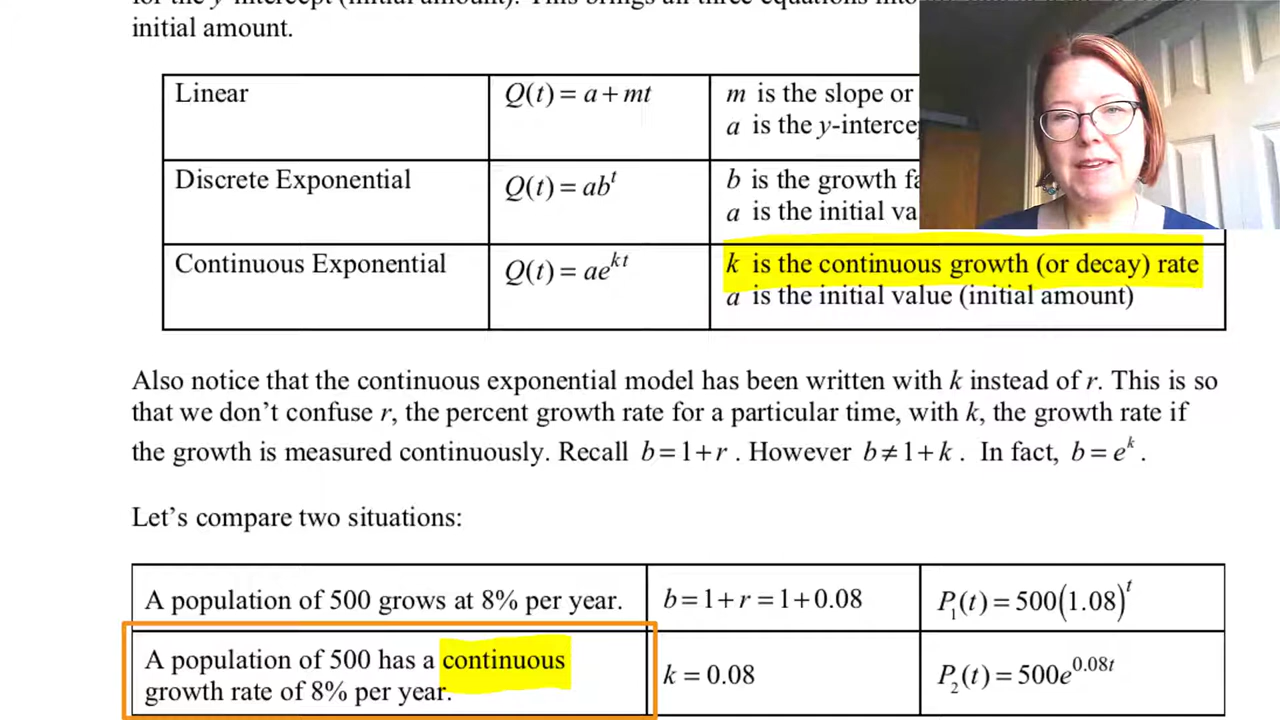 initial amount.
Linear
Q(t) = a + mt
m is the slope or
a is the y-interce
Discrete Exponential
Q(t) = ab^t
b is the growth fa
a is the initial va
Continuous Exponential
Q(t) = ae^{kt}
k is the continuous growth (or decay) rate
a is the initial value (initial amount)
Also notice that the continuous exponential model has been written with k instead of r. This is so
that we don’t confuse r, the percent growth rate for a particular time, with k, the growth rate if
the growth is measured continuously. Recall b = 1 + r . However b ≠ 1 + k . In fact, b = e^k .
Let’s compare two situations:
A population of 500 grows at 8% per year.
b = 1 + r = 1 + 0.08
P_1(t) = 500(1.08)^t
A population of 500 has a continuous
growth rate of 8% per year.
k = 0.08
P_2(t) = 500e^{0.08t}